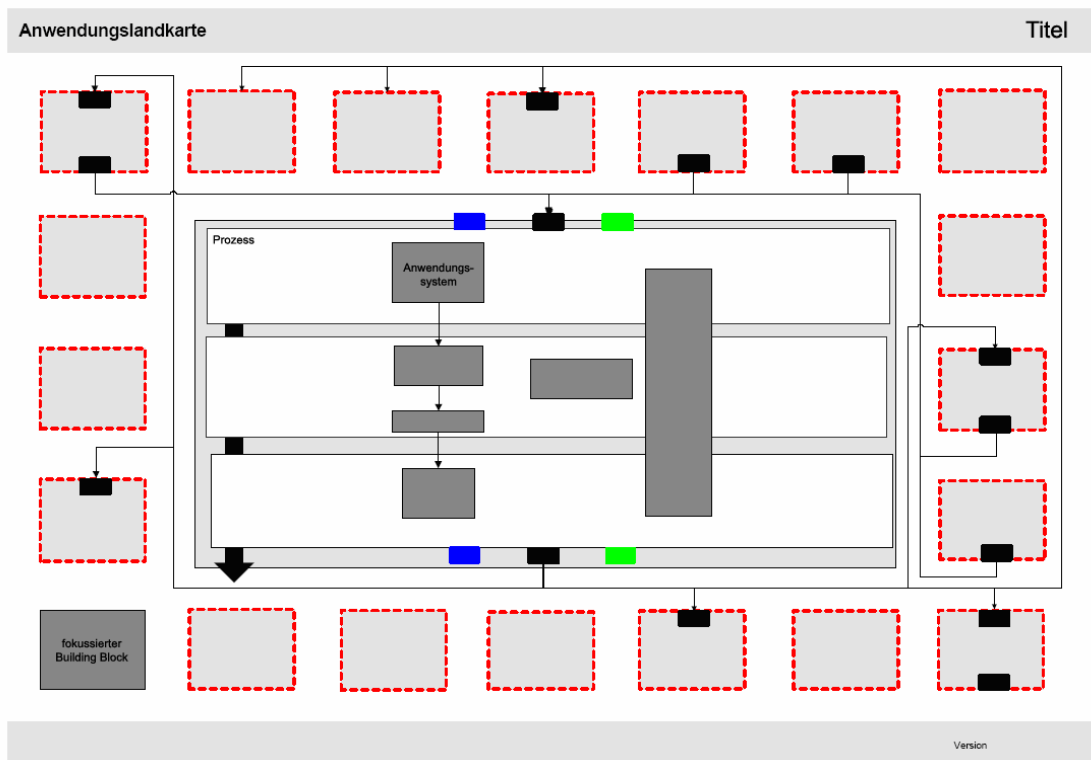 Anwendungslandkarte
Titel
Prozess
Anwendungs-
system
fokussierter
Building Block
Version